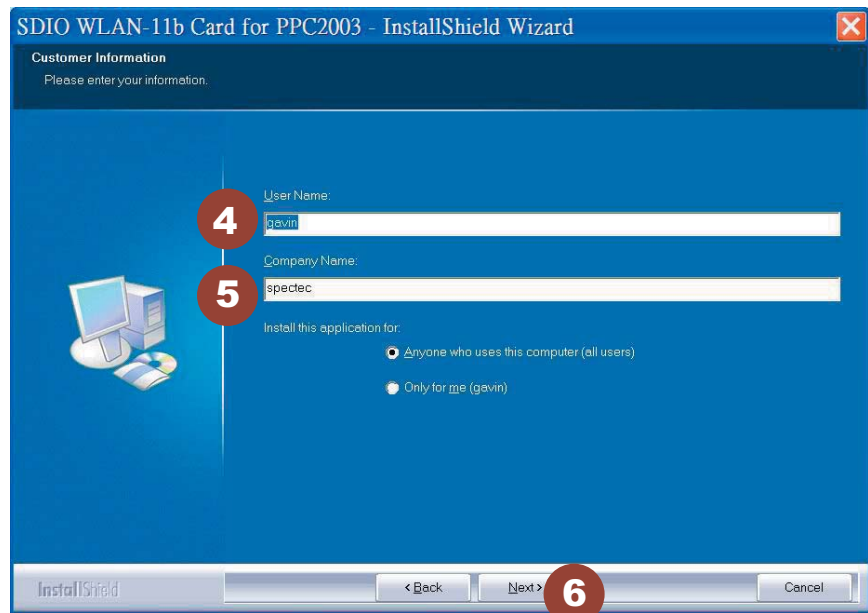 SDIO WLAN-11b Card for PPC2003 - InstallShield Wizard
Customer Information
Please enter your information.
User Name:
4
gavin
Company Name:
5
spectec
Install this application for:
Anyone who uses this computer (all users)
Only for me (gavin)
InstallShield
< Back
Next >
6
Cancel